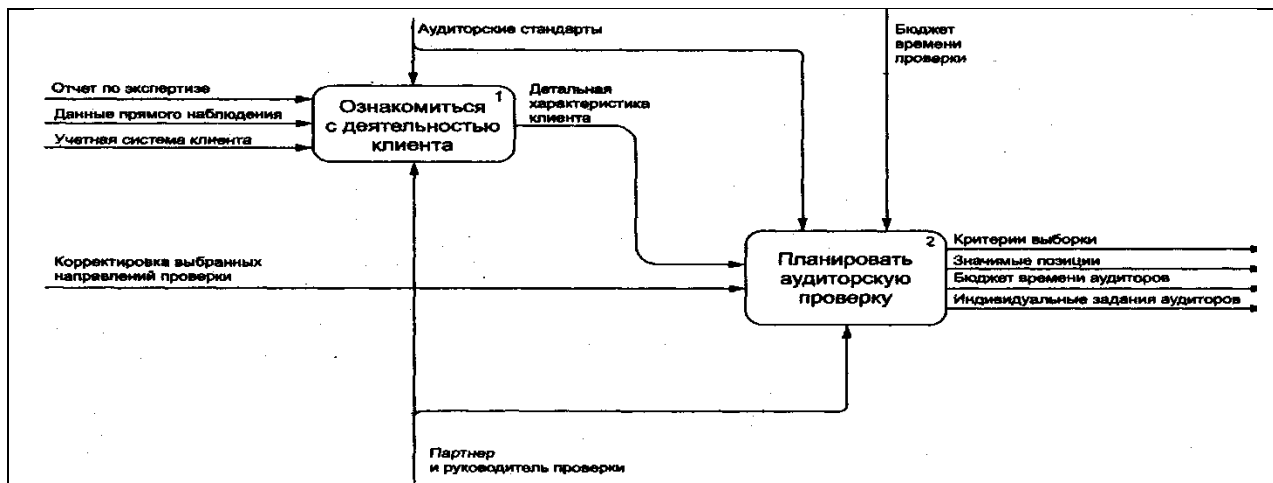 Аудиторские стандарты
Бюджет
времени
проверки
Отчет по экспертизе
Данные прямого наблюдения
Учетная система клиента
1
Ознакомиться
с деятельностью
клиента
Детальная
характеристика
клиента
Корректировка выбранных
направлений проверки
2
Планировать
аудиторскую
проверку
Критерии выборки
Значимые позиции
Бюджет времени аудиторов
Индивидуальные задания аудиторов
Партнер
и руководитель проверки